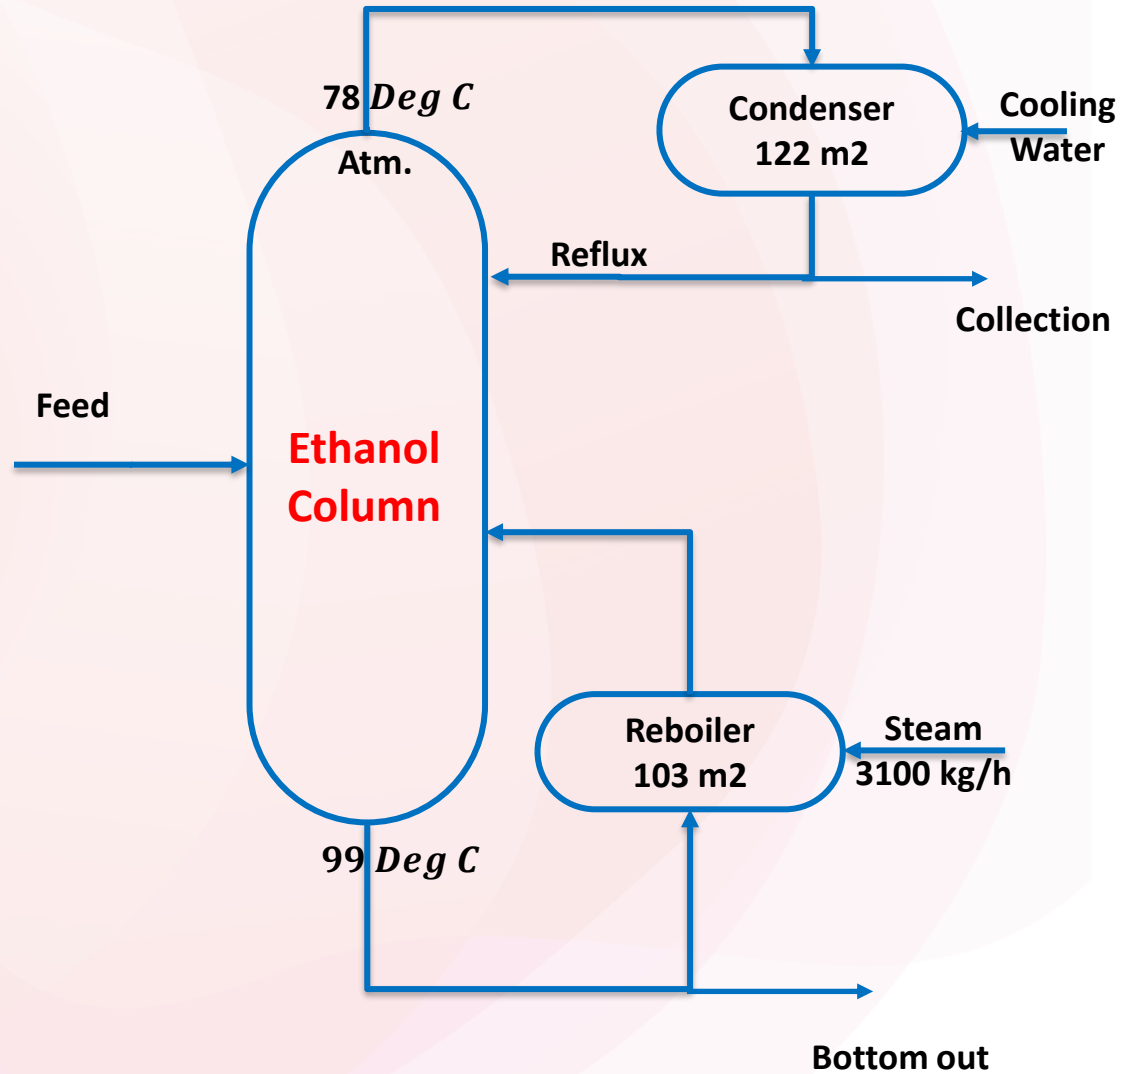 78 Deg C
Atm.
Condenser
122 m2
Cooling
Water
Reflux
Collection
Feed
Ethanol
Column
Reboiler
103 m2
Steam
3100 kg/h
99 Deg C
Bottom out